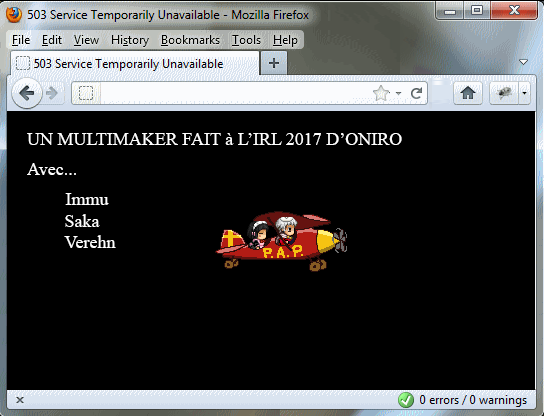 503 Service Temporarily Unavailable - Mozilla Firefox
File Edit View History Bookmarks Tools Help
503 Service Temporarily Unavailable
UN MULTIMAKER FAIT à L’IRL 2017 D’ONIRO
Avec...
Immu
Saka
Verehn
P.A.P.
0 errors / 0 warnings